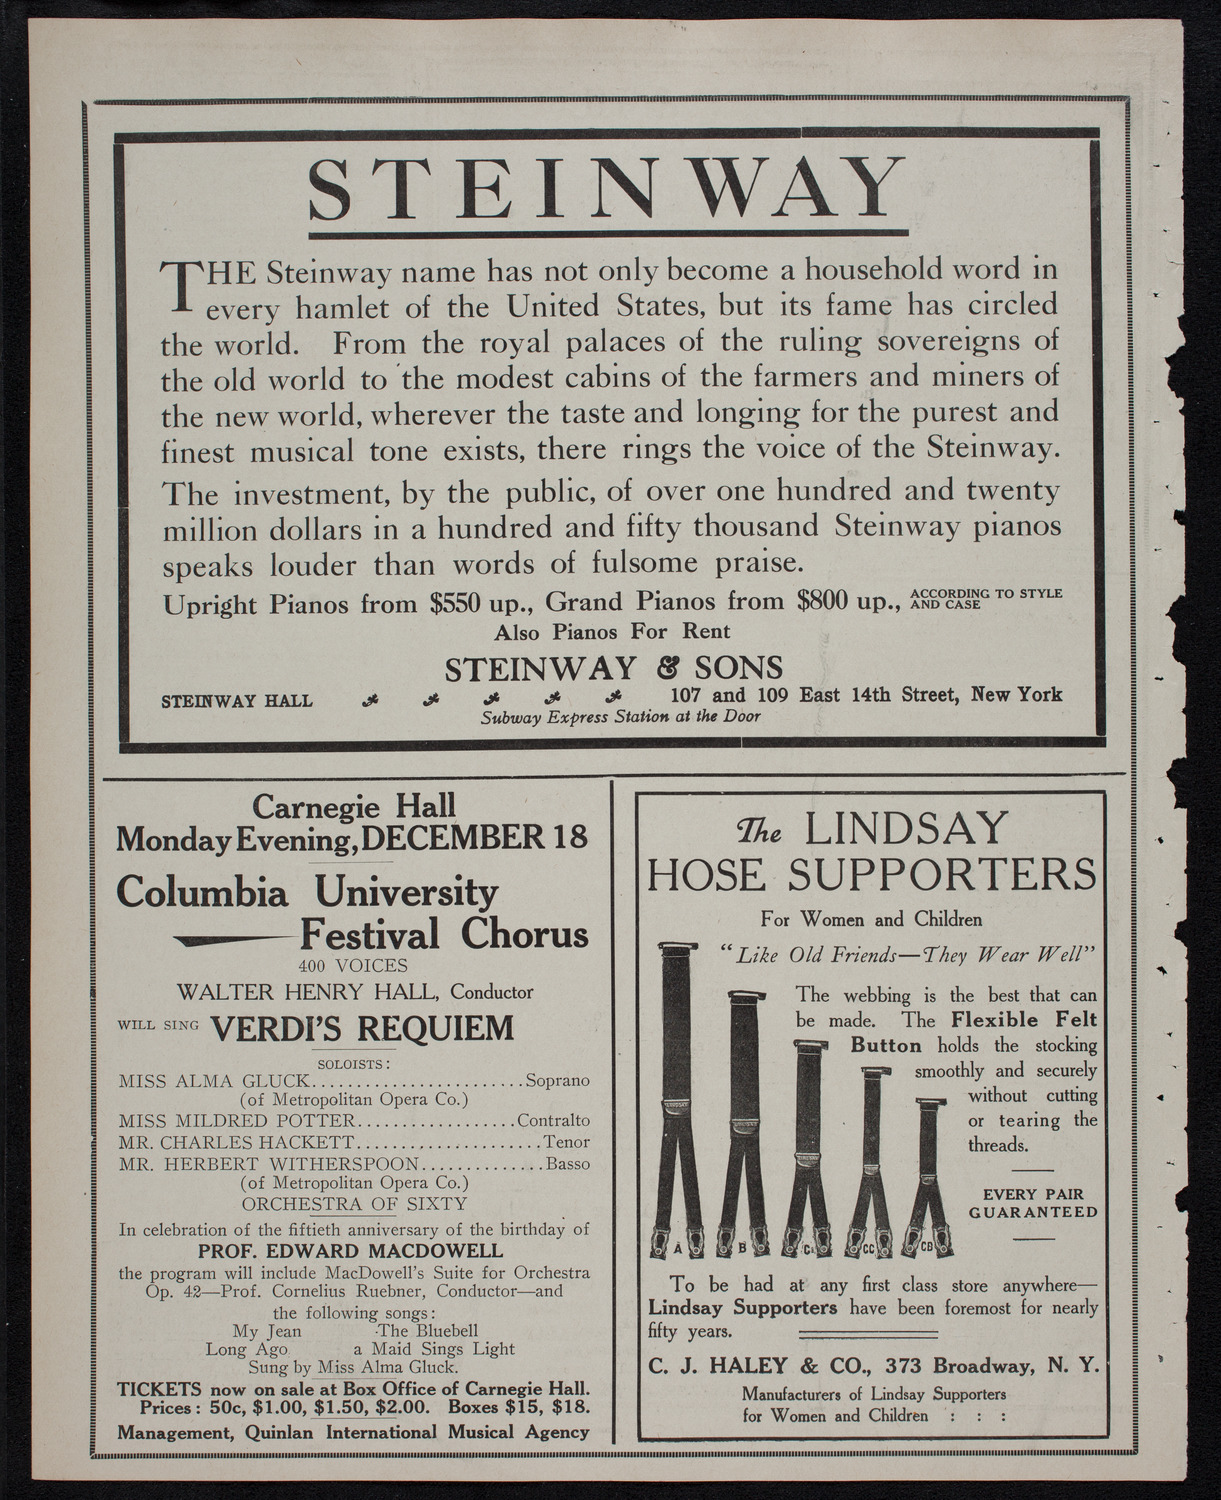 STEINWAY
THE Steinway name has not only become a household word in
every hamlet of the United States, but its fame has circled
the world. From the royal palaces of the ruling sovereigns of
the old world to the modest cabins of the farmers and miners of
the new world, wherever the taste and longing for the purest and
finest musical tone exists, there rings the voice of the Steinway.
The investment, by the public, of over one hundred and twenty
million dollars in a hundred and fifty thousand Steinway pianos
speaks louder than words of fulsome praise.
Upright Pianos from $550 up., Grand Pianos from $800 up., ACCORDING TO STYLE
AND CASE
Also Pianos For Rent
STEINWAY & SONS
STEINWAY HALL 107 and 109 East 14th Street, New York
Subway Express Station at the Door
Carnegie Hall
Monday Evening, DECEMBER 18
Columbia University
Festival Chorus
400 VOICES
WALTER HENRY HALL, Conductor
WILL SING VERDI'S REQUIEM
SOLOISTS:
MISS ALMA GLUCK........................Soprano
(of Metropolitan Opera Co.)
MISS MILDRED POTTER..................Contralto
MR. CHARLES HACKETT.....................Tenor
MR. HERBERT WITHERSPOON..............Basso
(of Metropolitan Opera Co.)
ORCHESTRA OF SIXTY
In celebration of the fiftieth anniversary of the birthday of
PROF. EDWARD MACDOWELL
the program will include MacDowell's Suite for Orchestra
Op. 42—Prof. Cornelius Ruebner, Conductor—and
the following songs:
My Jean The Bluebell
Long Ago a Maid Sings Light
Sung by Miss Alma Gluck.
TICKETS now on sale at Box Office of Carnegie Hall.
Prices: 50c, $1.00, $1.50, $2.00. Boxes $15, $18.
Management, Quinlan International Musical Agency
The LINDSAY
HOSE SUPPORTERS
For Women and Children
"Like Old Friends—They Wear Well"
The webbing is the best that can
be made. The Flexible Felt
Button holds the stocking
smoothly and securely
without cutting
or tearing the
threads.
EVERY PAIR
GUARANTEED
A B C CC CB
To be had at any first class store anywhere—
Lindsay Supporters have been foremost for nearly
fifty years.
C. J. HALEY & CO., 373 Broadway, N. Y.
Manufacturers of Lindsay Supporters
for Women and Children : : :